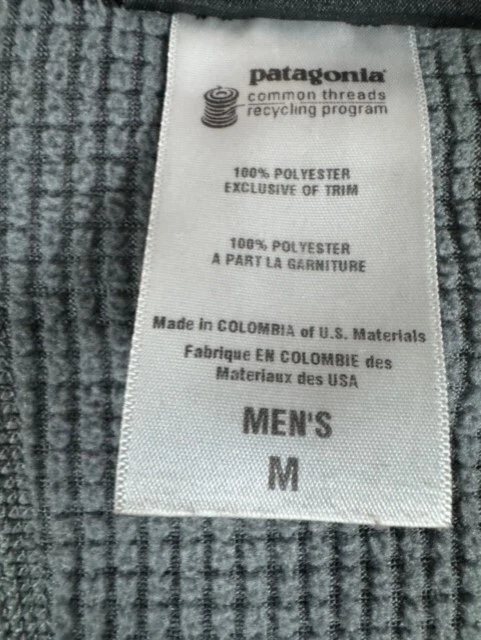 patagonia
common threads
recycling program
100% POLYESTER
EXCLUSIVE OF TRIM
100% POLYESTER
A PART LA GARNITURE
Made in COLOMBIA of U.S. Materials
Fabrique EN COLOMBIE des
Materiaux des USA
MEN'S
M